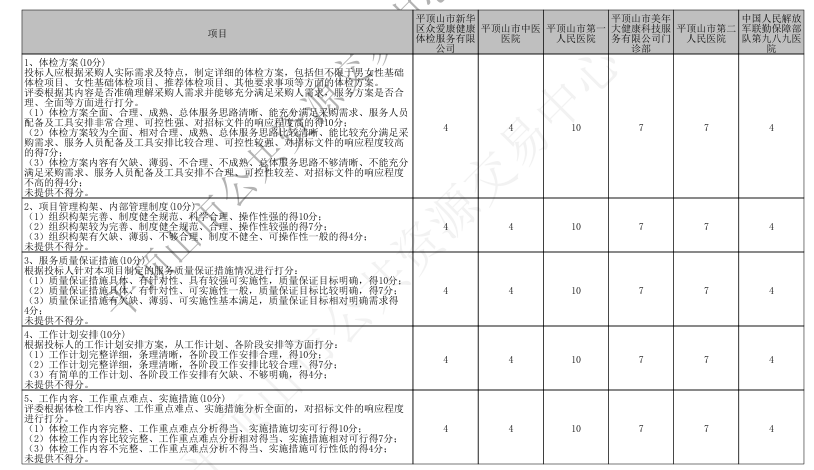 项目
平顶山市新华
区众爱康健康
体检服务有限
公司
平顶山市中医
医院
平顶山市第一
人民医院
平顶山市美年
大健康科技服
务有限公司门
诊部
平顶山市第二
人民医院
中国人民解放
军联勤保障部
队第九八九医
院
1、体检方案(10分)
投标人应根据采购人实际需求及特点，制定详细的体检方案，包括但不限于男女性基础
体检项目、女性基础体检项目、推荐体检项目、其他要求事项等方面的体检方案。
评委根据其内容是否准确理解采购人需求并能够充分满足采购人需求，服务方案是否合
理、全面等方面进行打分。
（1）体检方案全面、合理、成熟、总体服务思路清晰、能充分满足采购需求、服务人员
配备及工具安排非常合理、可控性强、对招标文件的响应程度高的得10分；
（2）体检方案较为全面、相对合理、成熟、总体服务思路比较清晰、能比较充分满足采
购需求、服务人员配备及工具安排比较合理、可控性较强、对招标文件的响应程度较高
的得7分；
（3）体检方案内容有欠缺、薄弱、不合理、不成熟、总体服务思路不够清晰、不能充分
满足采购需求、服务人员配备及工具安排不合理、可控性较差、对招标文件的响应程度
不高的得4分；
未提供不得分。
4 4 10 7 7 4
2、项目管理构架、内部管理制度(10分)
（1）组织构架完善、制度健全规范、科学合理、操作性强的得10分；
（2）组织构架较为完善、制度健全规范、合理、操作性较强的得7分；
（3）组织构架有欠缺、薄弱、不够合理、制度不健全、可操作性一般的得4分；
未提供不得分。
4 4 10 7 7 4
3、服务质量保证措施(10分)
根据投标人针对本项目制定的服务质量保证措施情况进行打分：
（1）质量保证措施具体、有针对性、具有较强可实施性，质量保证目标明确，得10分；
（2）质量保证措施具体、有针对性、可实施性一般，质量保证目标比较明确，得7分；
（3）质量保证措施有欠缺、薄弱、可实施性基本满足，质量保证目标相对明确需求得
4分；
未提供不得分。
4 4 10 7 7 4
4、工作计划安排(10分)
根据投标人的工作计划安排方案，从工作计划、各阶段安排等方面打分：
（1）工作计划完整详细，条理清晰，各阶段工作安排合理，得10分；
（2）工作计划完整详细，条理清晰，各阶段工作安排比较合理，得7分；
（3）有简单的工作计划、各阶段工作安排有欠缺、不够明确，得4分；
未提供不得分。
4 4 10 7 7 4
5、工作内容、工作重点难点、实施措施(10分)
评委根据体检工作内容、工作重点难点、实施措施分析全面的，对招标文件的响应程度
进行打分。
（1）体检工作内容完整、工作重点难点分析得当、实施措施切实可行得10分；
（2）体检工作内容比较完整、工作重点难点分析相对得当、实施措施相对可行得7分；
（3）体检工作内容不完整、工作重点难点分析不得当、实施措施可行性低的得4分；
未提供不得分。
4 4 10 7 7 4
平顶山市公共资源交易中心
平顶山市公共资源交易中心